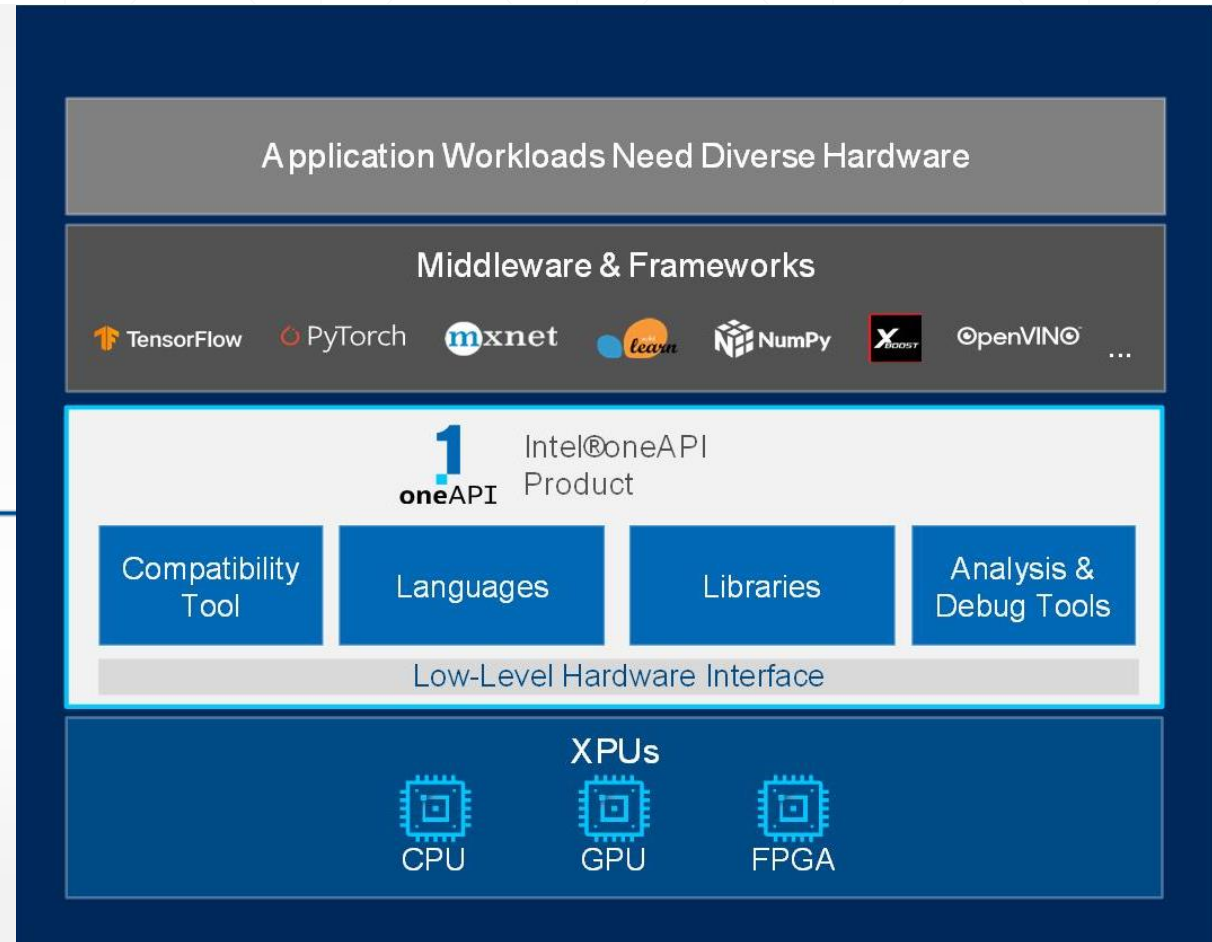 Application Workloads Need Diverse Hardware
Middleware & Frameworks
TensorFlow PyTorch mxnet learn NumPy XBOOST OpenVINO ...
oneAPI
Intel®oneAPI
Product
Compatibility
Tool
Languages
Libraries
Analysis &
Debug Tools
Low-Level Hardware Interface
XPUs
CPU GPU FPGA